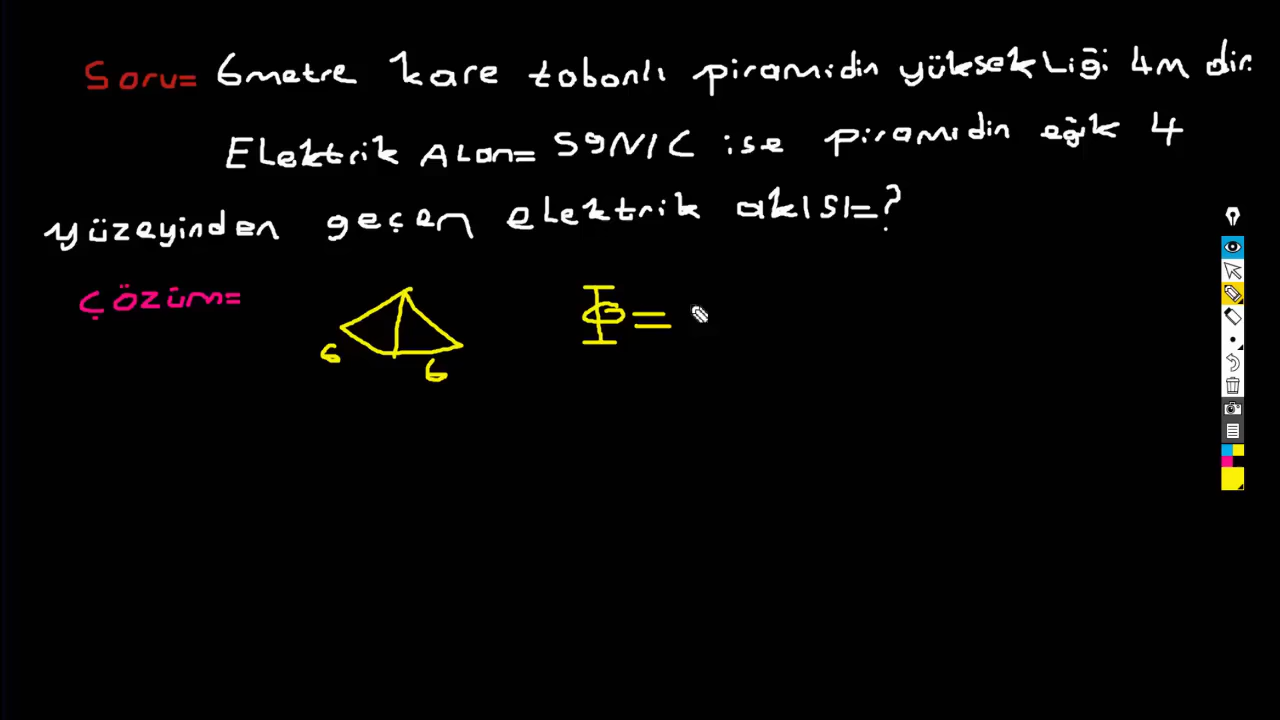 Soru= 6metre kare tabanlı piramidin yüksekliği 4m dir.
Elektrik Alan= 59N/C ise piramidin eğik 4
yüzeyinden geçen elektrik akısı=?
Çözüm=
Φ=
6
6